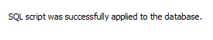 SQL script was successfully applied to the database.